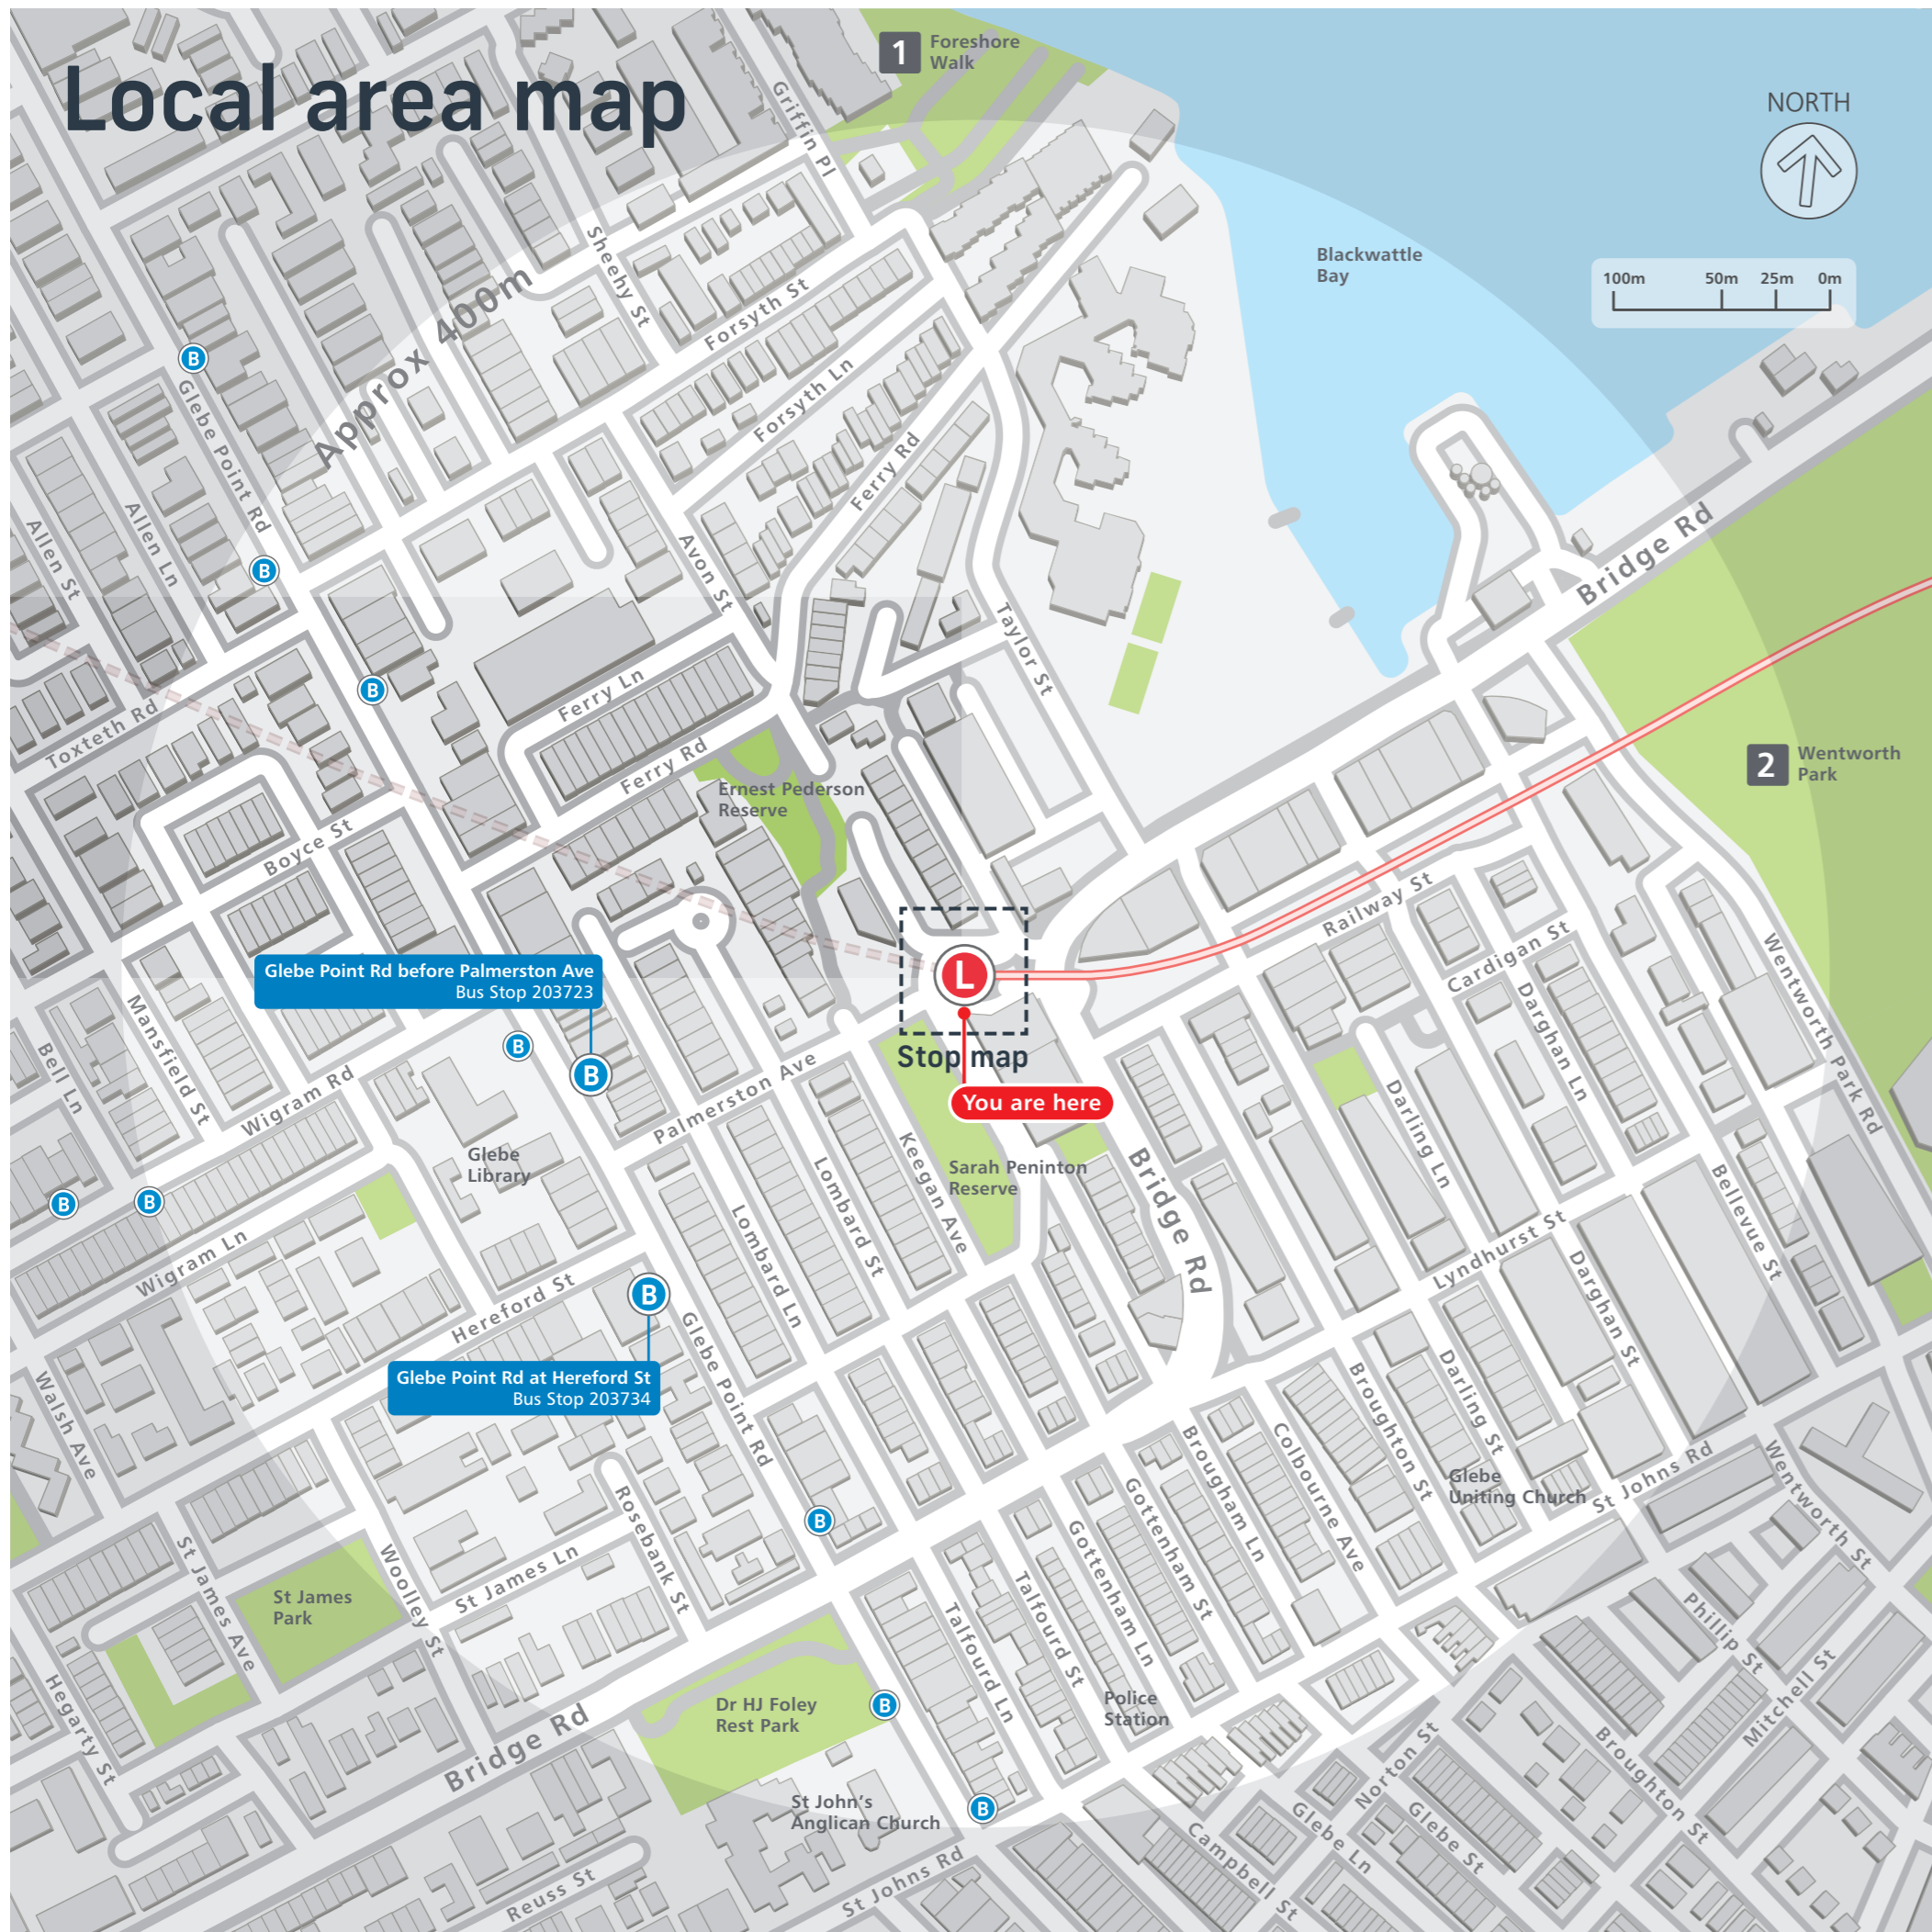 Local area map
1
Foreshore
Walk
NORTH
100m 50m 25m 0m
Blackwattle
Bay
Griffin Pl
Sheehy St
Approx 400m
Forsyth St
Forsyth Ln
Ferry Rd
B
Glebe Point Rd
Allen Ln
Allen St
B
Avon St
Bridge Rd
Taylor St
B
Ferry Ln
Toxteth Rd
Ferry Rd
Ernest Pederson
Reserve
2
Wentworth
Park
Boyce St
Railway St
Cardigan St
Wentworth Park Rd
Glebe Point Rd before Palmerston Ave
Bus Stop 203723
L
Stop map
You are here
Mansfield St
Bell Ln
B
B
Darghan Ln
Wigram Rd
Palmerston Ave
Darling Ln
Glebe
Library
Keegan Ave
Sarah Peninton
Reserve
Bridge Rd
Lombard St
Lombard Ln
B
B
Bellevue St
Wigram Ln
Lyndhurst St
Darghan St
Hereford St
B
Glebe Point Rd
Glebe Point Rd at Hereford St
Bus Stop 203734
Walsh Ave
Broughton St
Darling St
Colbourne Ave
Brougham Ln
Glebe
Uniting Church
St Johns Rd
Wentworth St
Gottenham St
Gottenham Ln
Rosebank St
B
St James Ln
Woolley St
St James Ave
St James
Park
Talfourd St
Talfourd Ln
Phillip St
Mitchell St
Hegarty St
Bridge Rd
Dr HJ Foley
Rest Park
B
Police
Station
Norton St
Broughton St
St John's
Anglican Church
B
Glebe Ln
Glebe St
Campbell St
Reuss St
St Johns Rd